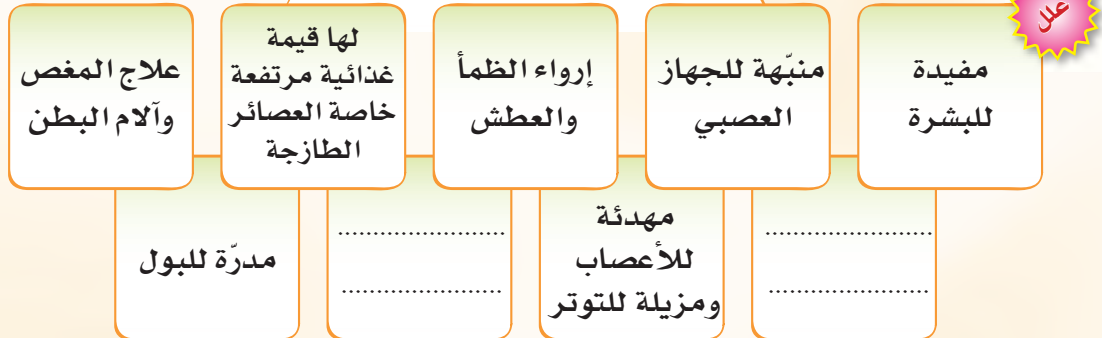 علل
مفيدة
للبشرة
منبّهة للجهاز
العصبي
إرواء الظمأ
والعطش
لها قيمة
غذائية مرتفعة
خاصة العصائر
الطازجة
علاج المغص
وآلام البطن
........................
.......................
مهدئة
للأعصاب
ومزيلة للتوتر
........................
.......................
مدرّة للبول